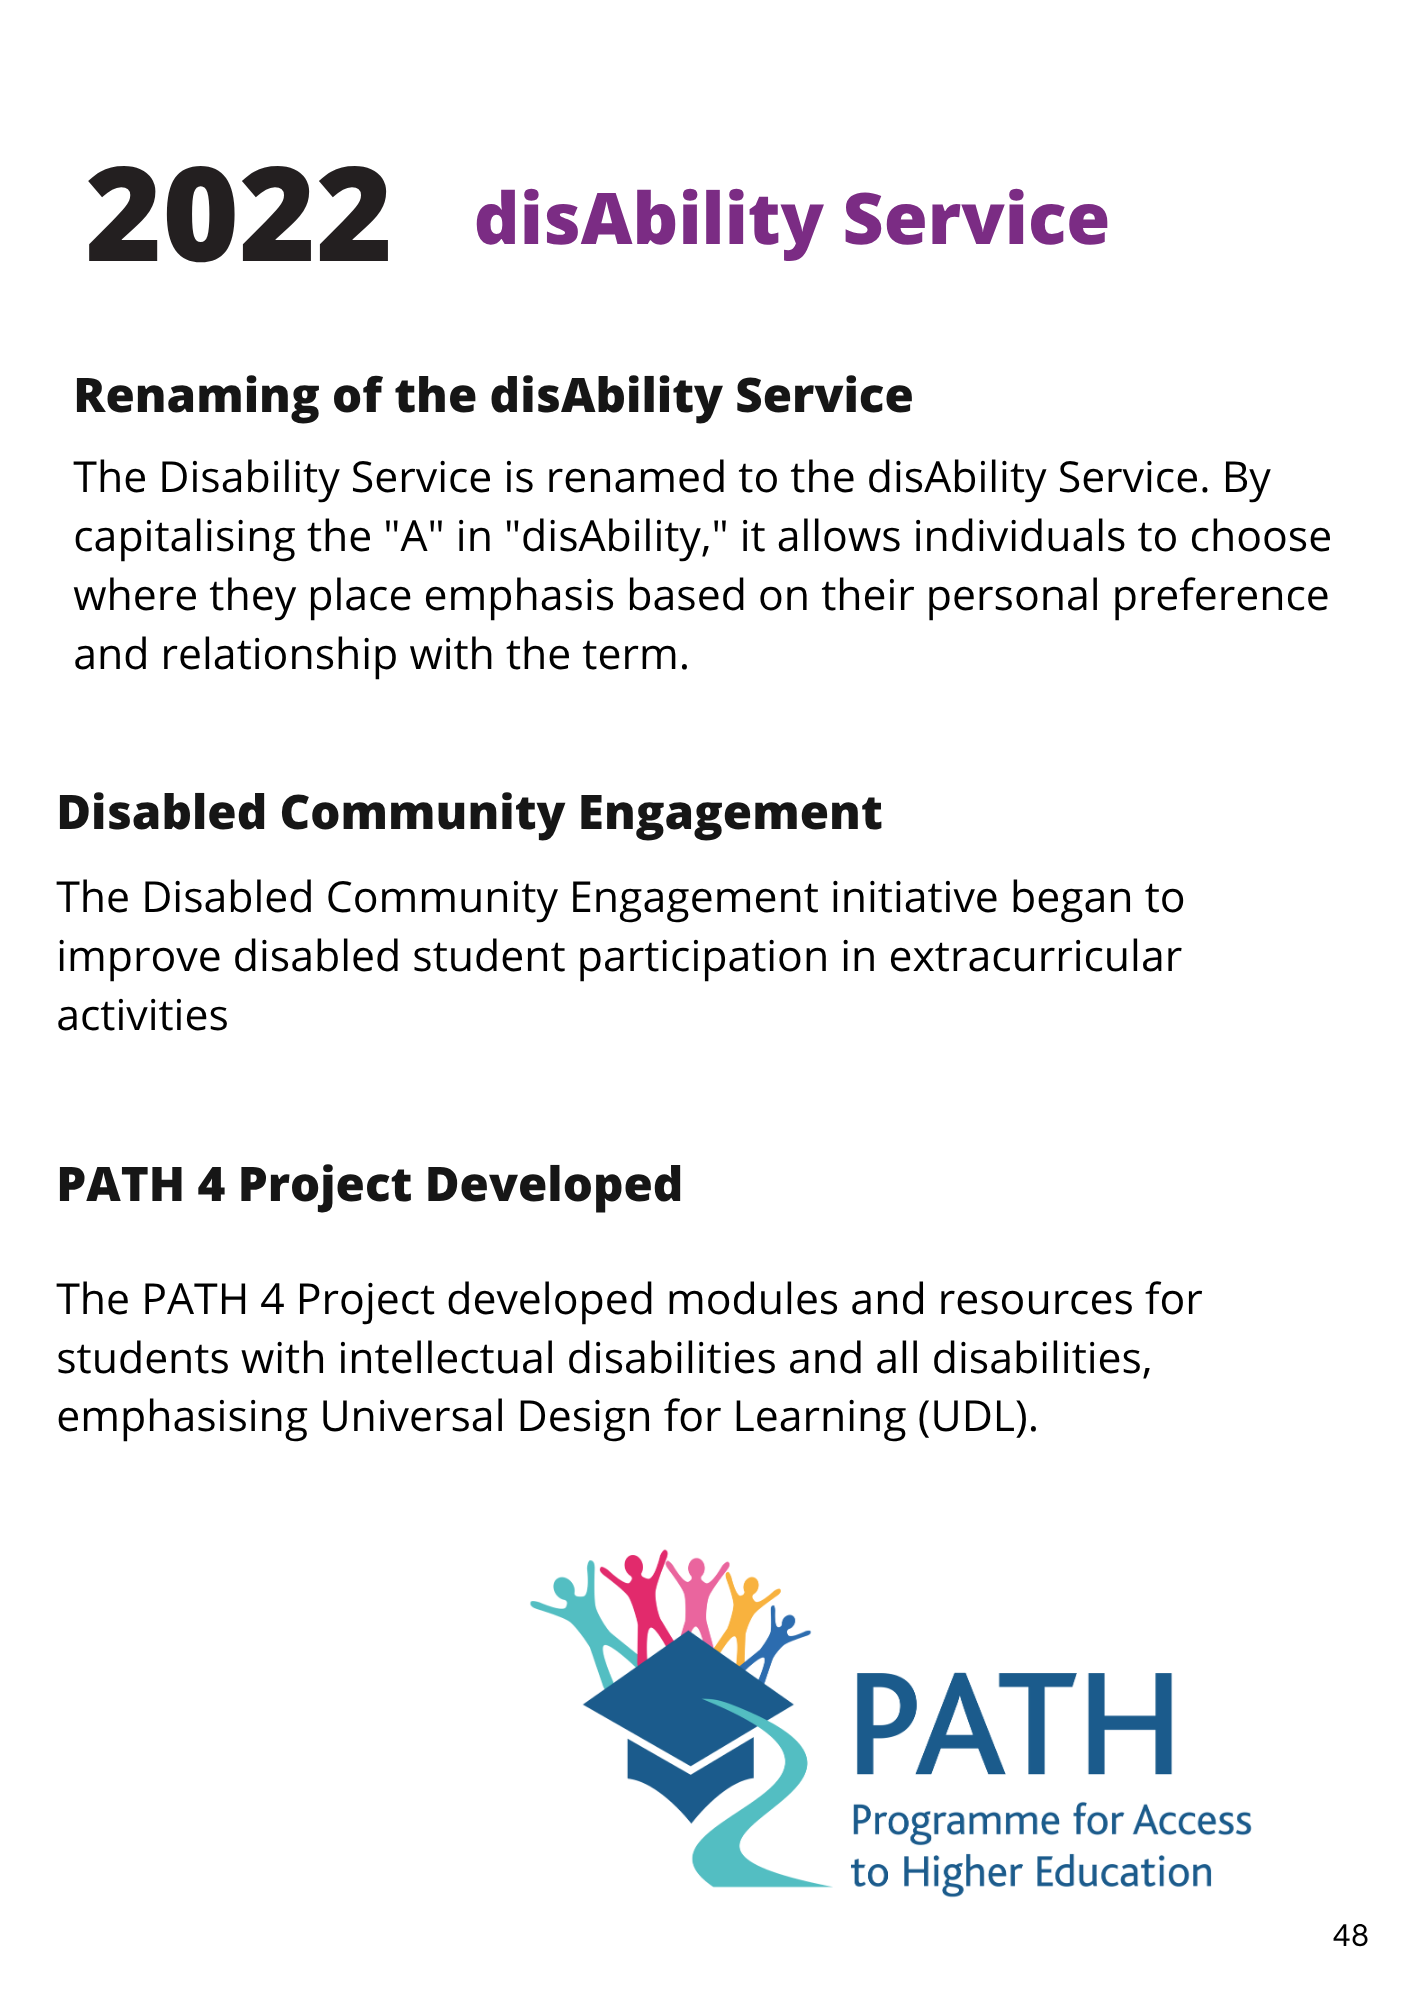 2022 disAbility Service
Renaming of the disAbility Service
The Disability Service is renamed to the disAbility Service. By
capitalising the "A" in "disAbility," it allows individuals to choose
where they place emphasis based on their personal preference
and relationship with the term.
Disabled Community Engagement
The Disabled Community Engagement initiative began to
improve disabled student participation in extracurricular
activities
PATH 4 Project Developed
The PATH 4 Project developed modules and resources for
students with intellectual disabilities and all disabilities,
emphasising Universal Design for Learning (UDL).
PATH
Programme for Access
to Higher Education
48